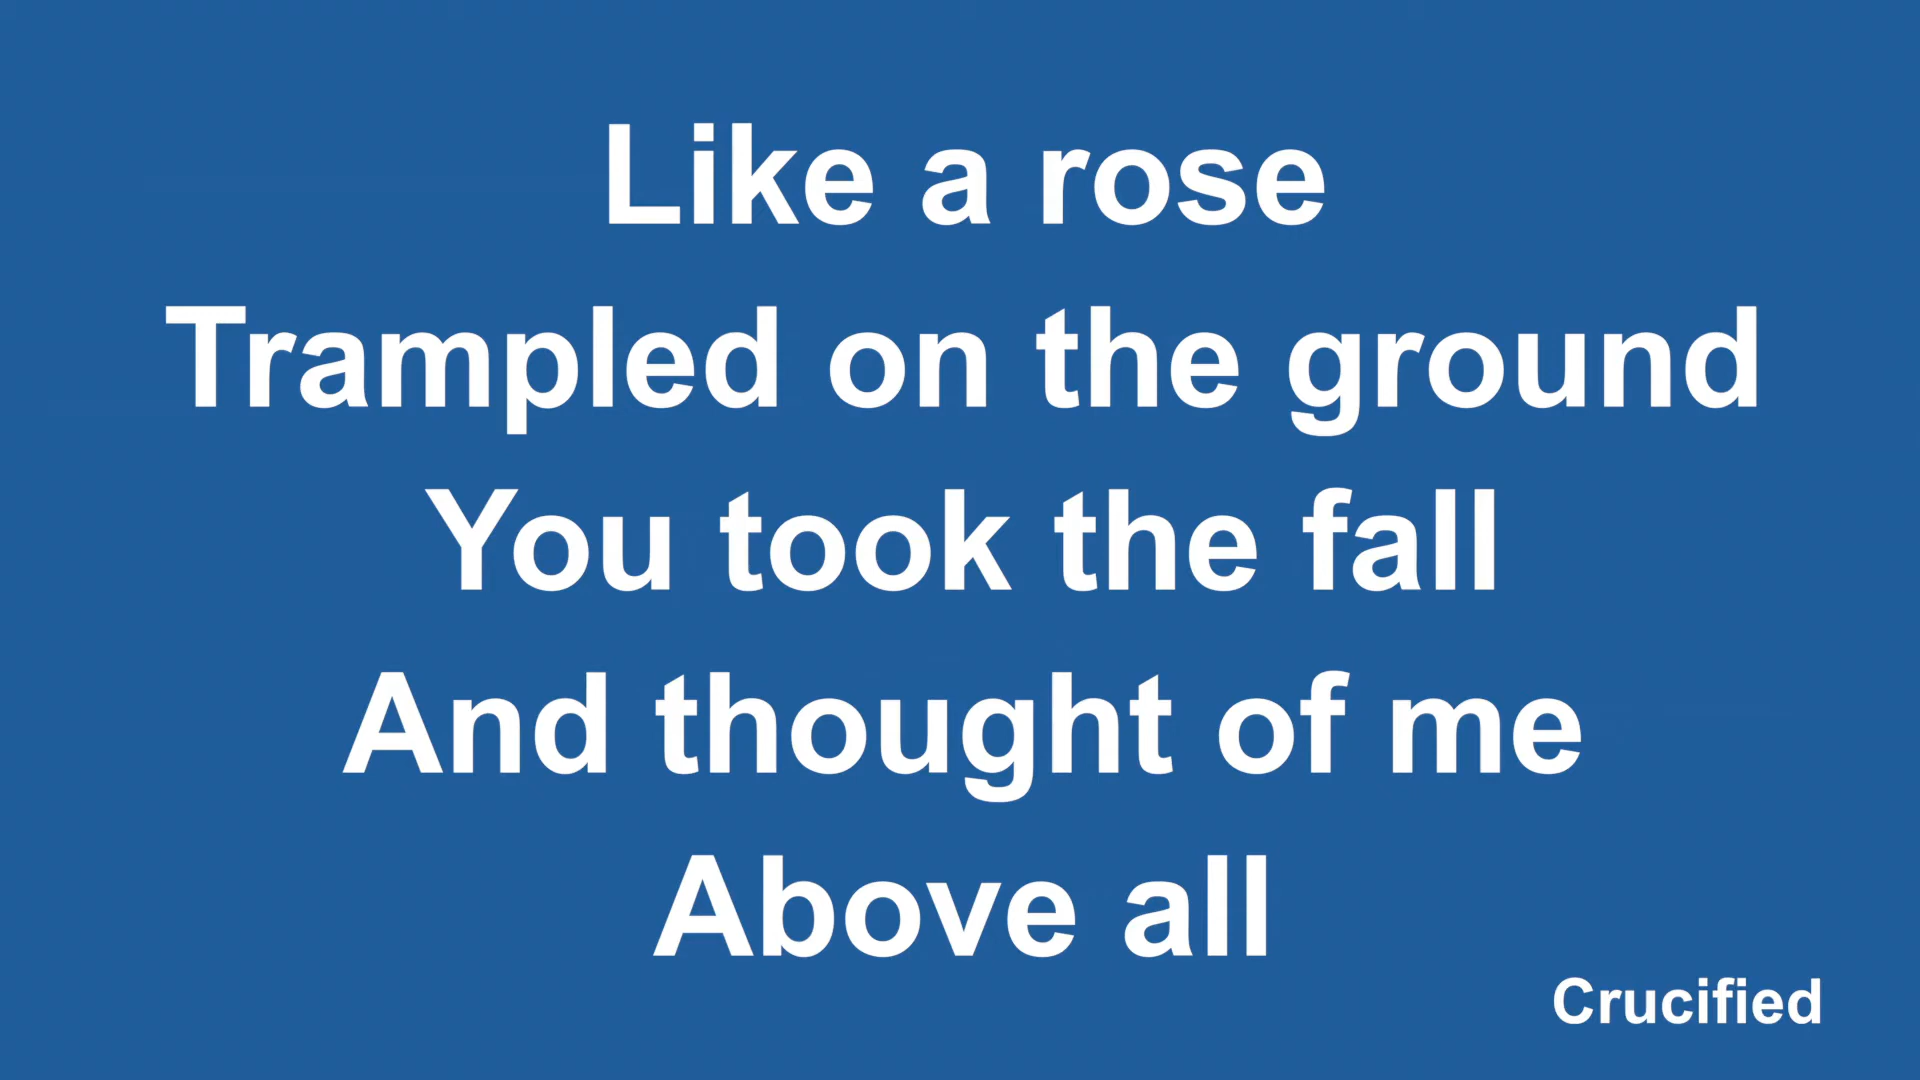 Like a rose
Trampled on the ground
You took the fall
And thought of me
Above all
Crucified